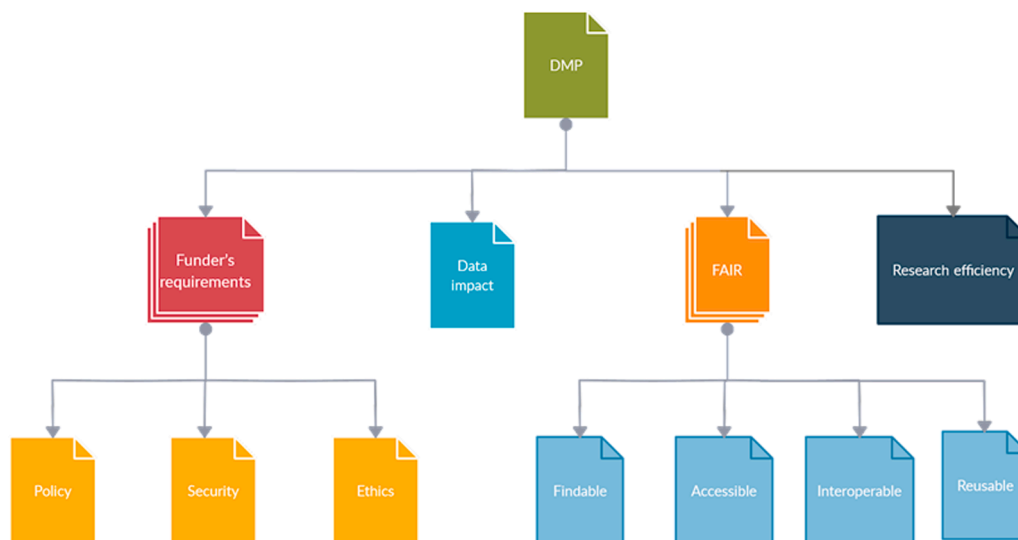 DMP
Funder's
requirements
Data
impact
FAIR
Research efficiency
Policy
Security
Ethics
Findable
Accessible
Interoperable
Reusable